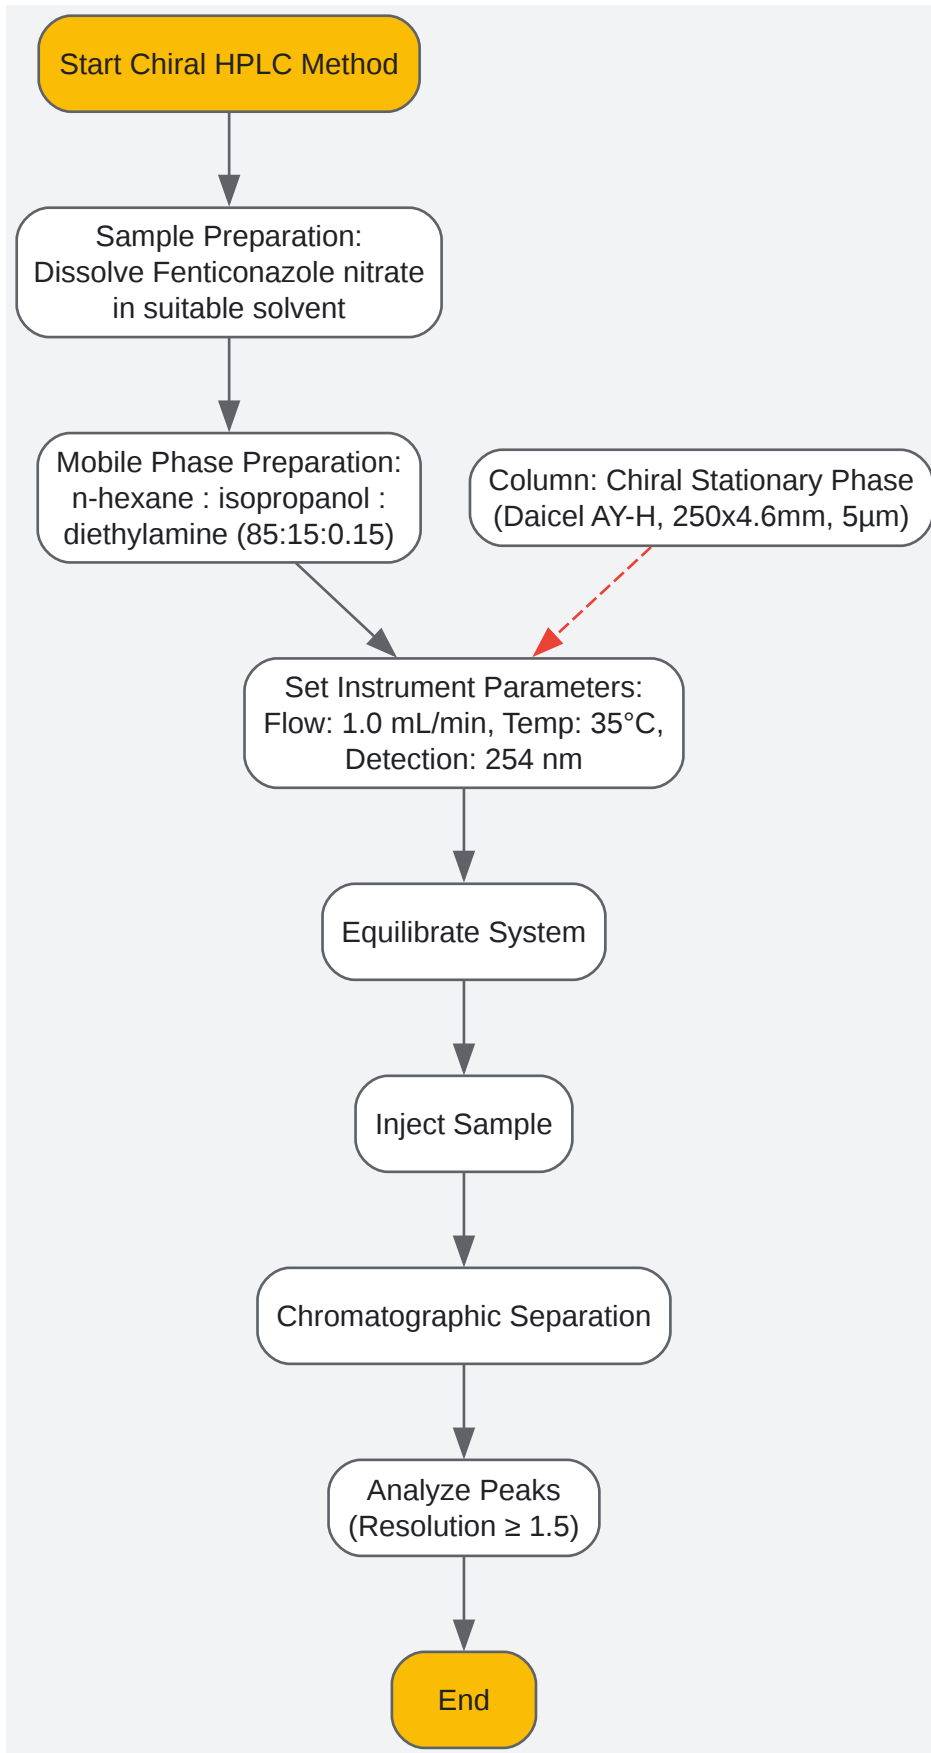 Start Chiral HPLC Method
Sample Preparation:
Dissolve Fenticonazole nitrate
in suitable solvent
Mobile Phase Preparation:
n-hexane : isopropanol :
diethylamine (85:15:0.15)
Column: Chiral Stationary Phase
(Daicel AY-H, 250x4.6mm, 5µm)
Set Instrument Parameters:
Flow: 1.0 mL/min, Temp: 35°C,
Detection: 254 nm
Equilibrate System
Inject Sample
Chromatographic Separation
Analyze Peaks
(Resolution ≥ 1.5)
End